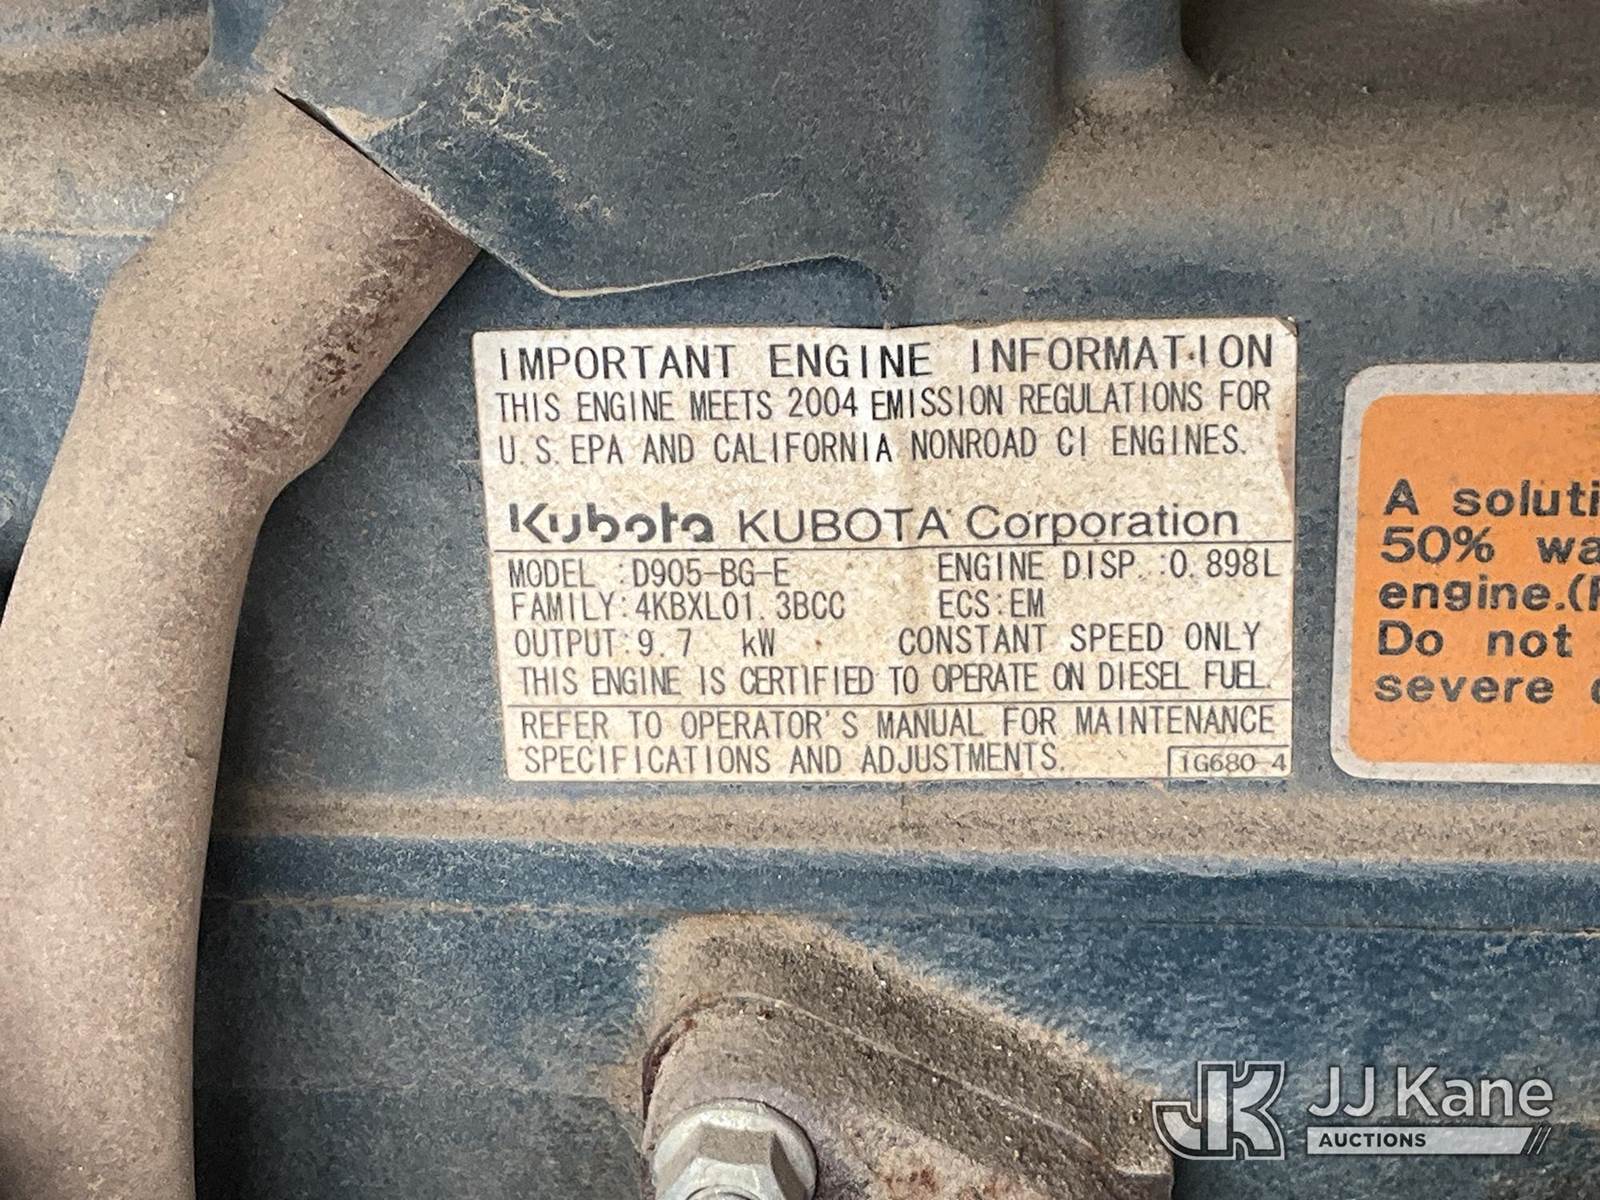 IMPORTANT ENGINE INFORMATION
THIS ENGINE MEETS 2004 EMISSION REGULATIONS FOR
U.S.EPA AND CALIFORNIA NONROAD CI ENGINES.
Kubota KUBOTA Corporation
MODEL :D905-BG-E ENGINE DISP.:0.898L
FAMILY:4KBXL01.3BCC ECS:EM
OUTPUT:9.7 kW CONSTANT SPEED ONLY
THIS ENGINE IS CERTIFIED TO OPERATE ON DIESEL FUEL.
REFER TO OPERATOR'S MANUAL FOR MAINTENANCE
SPECIFICATIONS AND ADJUSTMENTS.
1G680-4
A soluti
50% wa
engine.(
Do not
severe
JK JJ Kane
AUCTIONS